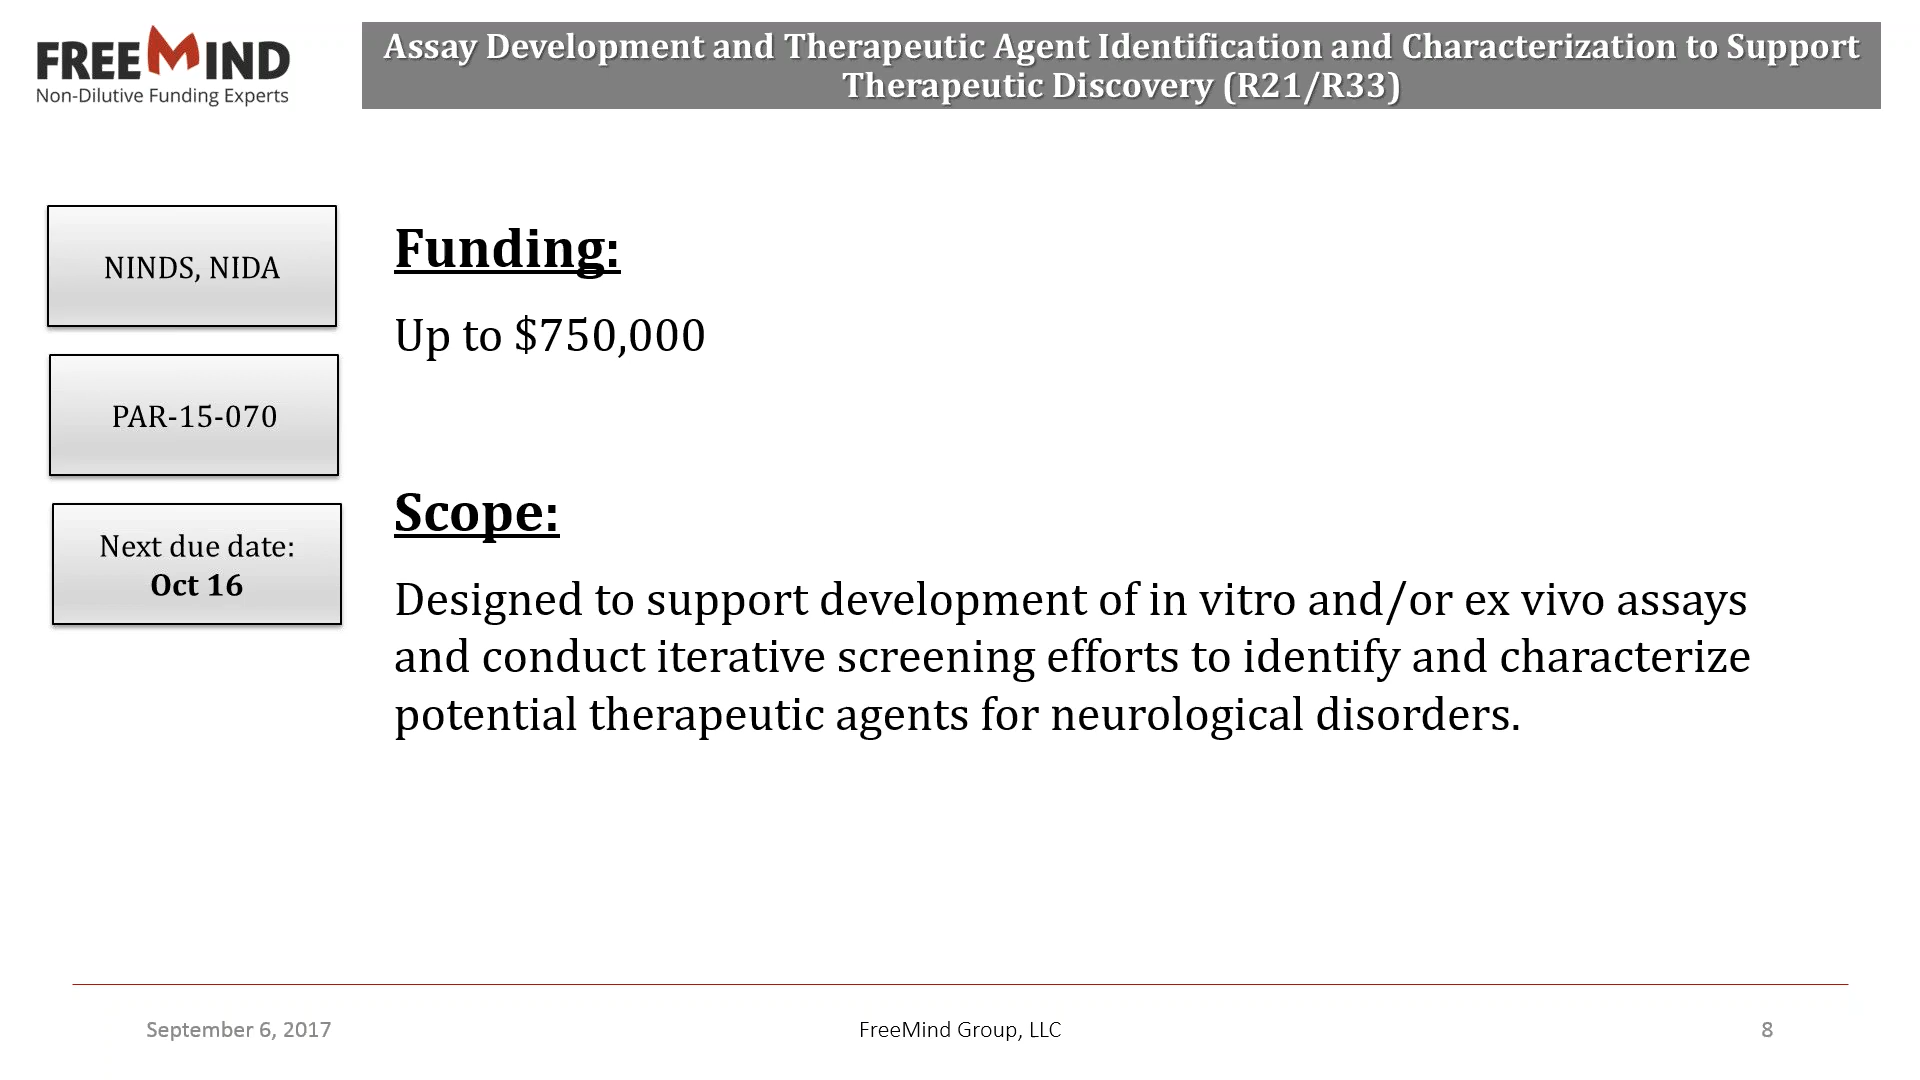 FREEMIND
Non-Dilutive Funding Experts
Assay Development and Therapeutic Agent Identification and Characterization to Support
Therapeutic Discovery (R21/R33)
NINDS, NIDA
PAR-15-070
Next due date:
Oct 16
Funding:
Up to $750,000
Scope:
Designed to support development of in vitro and/or ex vivo assays
and conduct iterative screening efforts to identify and characterize
potential therapeutic agents for neurological disorders.
September 6, 2017
FreeMind Group, LLC
8